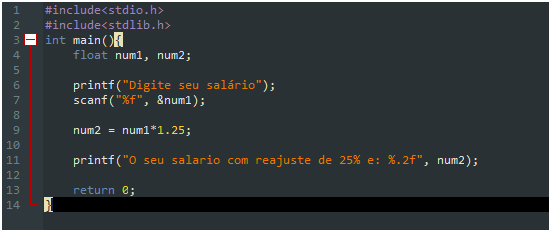 1 #include<stdio.h>
2 #include<stdlib.h>
3 int main(){
4 float num1, num2;
5
6 printf("Digite seu salário");
7 scanf("%f", &num1);
8
9 num2 = num1*1.25;
10
11 printf("O seu salario com reajuste de 25% e: %.2f", num2);
12
13 return 0;
14 }